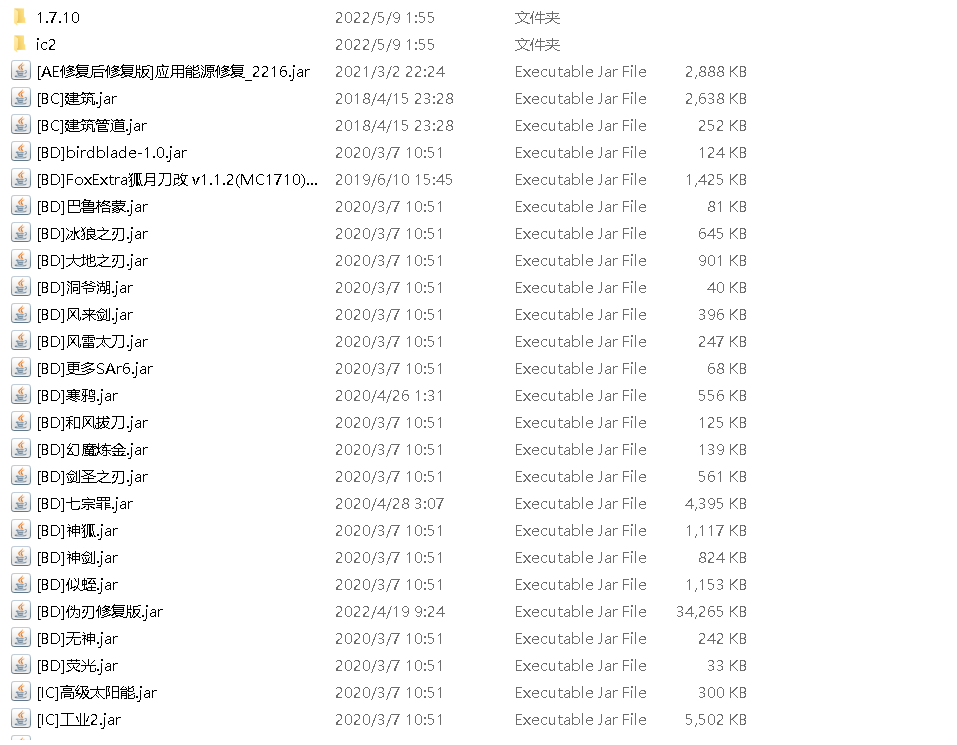 1.7.10 2022/5/9 1:55 文件夹
ic2 2022/5/9 1:55 文件夹
[AE修复后修复版]应用能源修复_2216.jar 2021/3/2 22:24 Executable Jar File 2,888 KB
[BC]建筑.jar 2018/4/15 23:28 Executable Jar File 2,638 KB
[BC]建筑管道.jar 2018/4/15 23:28 Executable Jar File 252 KB
[BD]birdblade-1.0.jar 2020/3/7 10:51 Executable Jar File 124 KB
[BD]FoxExtra狐月刀改 v1.1.2(MC1710)... 2019/6/10 15:45 Executable Jar File 1,425 KB
[BD]巴鲁格蒙.jar 2020/3/7 10:51 Executable Jar File 81 KB
[BD]冰狼之刃.jar 2020/3/7 10:51 Executable Jar File 645 KB
[BD]大地之刃.jar 2020/3/7 10:51 Executable Jar File 901 KB
[BD]洞爷湖.jar 2020/3/7 10:51 Executable Jar File 40 KB
[BD]风来剑.jar 2020/3/7 10:51 Executable Jar File 396 KB
[BD]风雷太刀.jar 2020/3/7 10:51 Executable Jar File 247 KB
[BD]更多SAr6.jar 2020/3/7 10:51 Executable Jar File 68 KB
[BD]寒鸦.jar 2020/4/26 1:31 Executable Jar File 556 KB
[BD]和风拔刀.jar 2020/3/7 10:51 Executable Jar File 125 KB
[BD]幻魔炼金.jar 2020/3/7 10:51 Executable Jar File 139 KB
[BD]剑圣之刃.jar 2020/3/7 10:51 Executable Jar File 561 KB
[BD]七宗罪.jar 2020/4/28 3:07 Executable Jar File 4,395 KB
[BD]神狐.jar 2020/3/7 10:51 Executable Jar File 1,117 KB
[BD]神剑.jar 2020/3/7 10:51 Executable Jar File 824 KB
[BD]似蛭.jar 2020/3/7 10:51 Executable Jar File 1,153 KB
[BD]伪刃修复版.jar 2022/4/19 9:24 Executable Jar File 34,265 KB
[BD]无神.jar 2020/3/7 10:51 Executable Jar File 242 KB
[BD]荧光.jar 2020/3/7 10:51 Executable Jar File 33 KB
[IC]高级太阳能.jar 2020/3/7 10:51 Executable Jar File 300 KB
[IC]工业2.jar 2020/3/7 10:51 Executable Jar File 5,502 KB